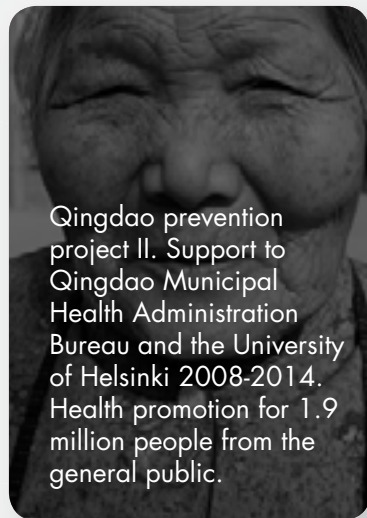 Qingdao prevention
project II. Support to
Qingdao Municipal
Health Administration
Bureau and the University
of Helsinki 2008-2014.
Health promotion for 1.9
million people from the
general public.